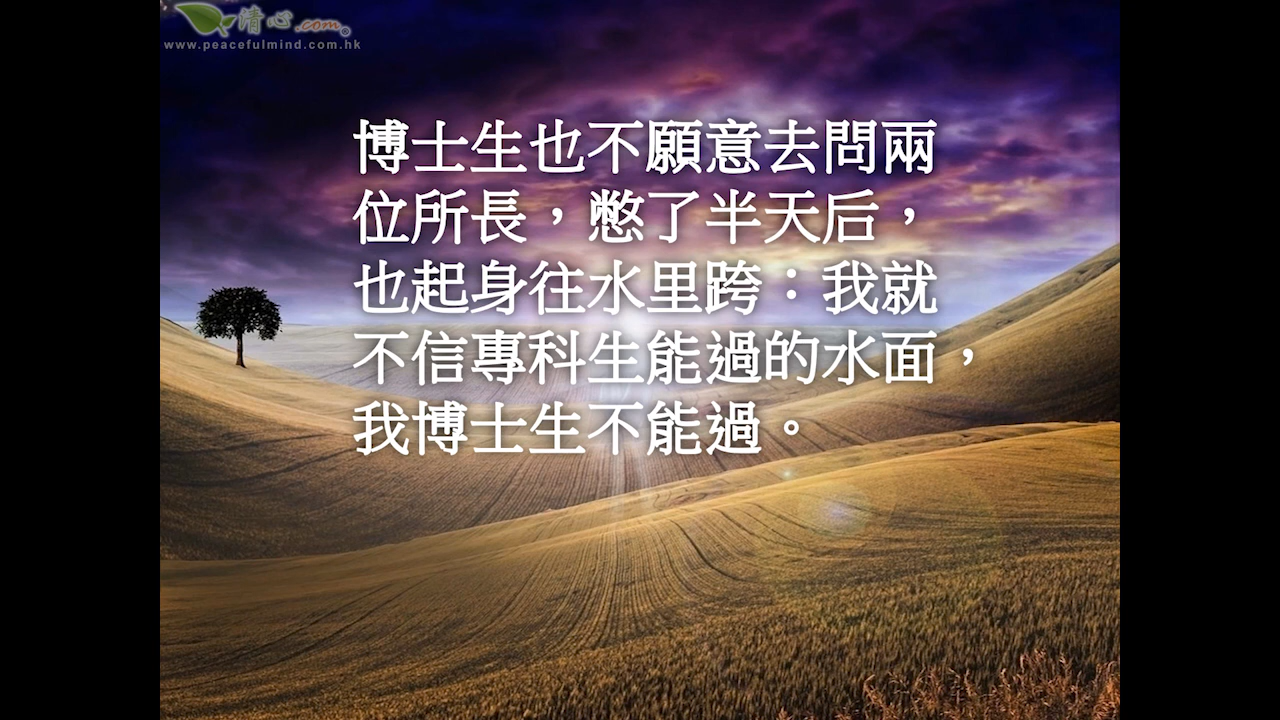 清心.com
www.peacefulmind.com.hk
博士生也不願意去問兩
位所長，憋了半天后，
也起身往水里跨：我就
不信專科生能過的水面，
我博士生不能過。